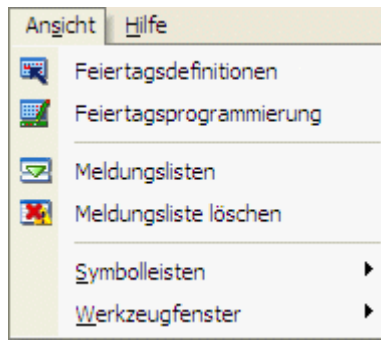 Ansicht Hilfe
Feiertagsdefinitionen
Feiertagsprogrammierung
Meldungslisten
Meldungsliste löschen
Symbolleisten
Werkzeugfenster